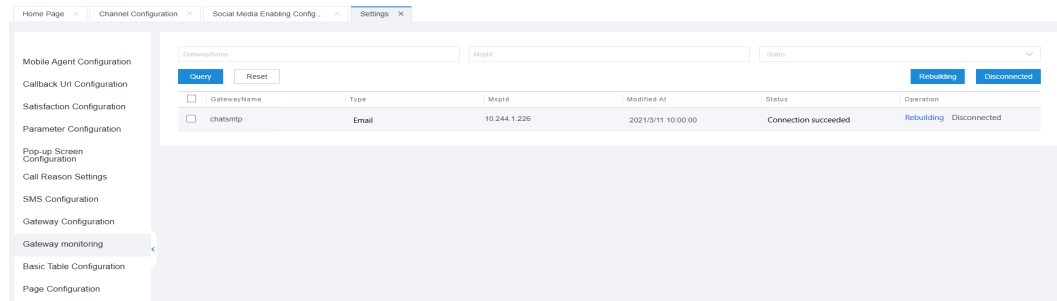 Home Page × Channel Configuration × Social Media Enabling Config... × Settings ×
Mobile Agent Configuration
Callback Url Configuration
Satisfaction Configuration
Parameter Configuration
Pop-up Screen
Configuration
Call Reason Settings
SMS Configuration
Gateway Configuration
Gateway monitoring
Basic Table Configuration
Page Configuration
GatewayName MspId Status
Query Reset Rebuilding Disconnected
GatewayName Type MspId Modified At Status Operation
chatsmtp Email 10.244.1.226 2021/3/11 10:00:00 Connection succeeded Rebuilding Disconnected